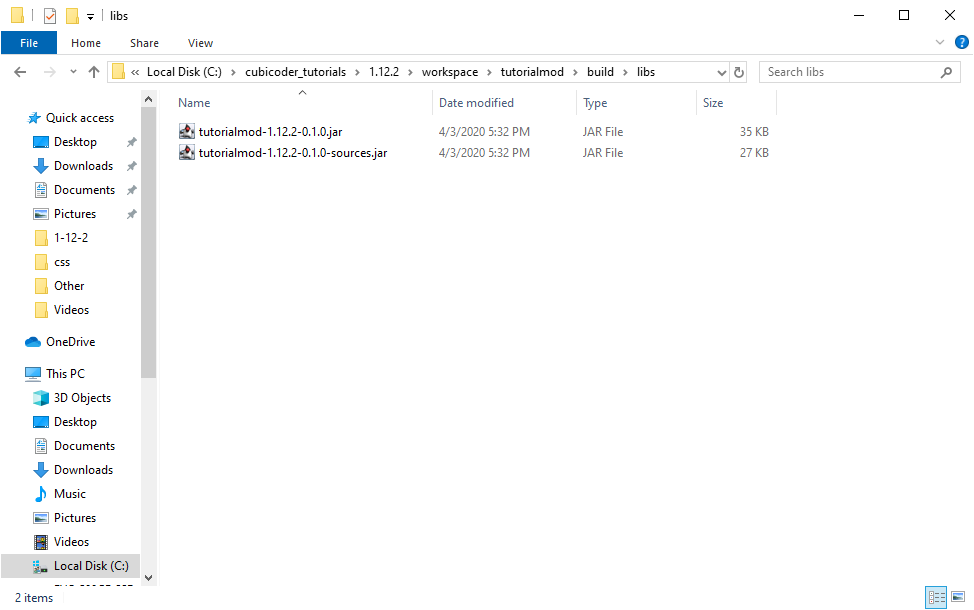 libs
File Home Share View
« Local Disk (C:) > cubicoder_tutorials > 1.12.2 > workspace > tutorialmod > build > libs
Search libs
Quick access
Desktop
Downloads
Documents
Pictures
1-12-2
css
Other
Videos
OneDrive
This PC
3D Objects
Desktop
Documents
Downloads
Music
Pictures
Videos
Local Disk (C:)
Name Date modified Type Size
tutorialmod-1.12.2-0.1.0.jar 4/3/2020 5:32 PM JAR File 35 KB
tutorialmod-1.12.2-0.1.0-sources.jar 4/3/2020 5:32 PM JAR File 27 KB
2 items